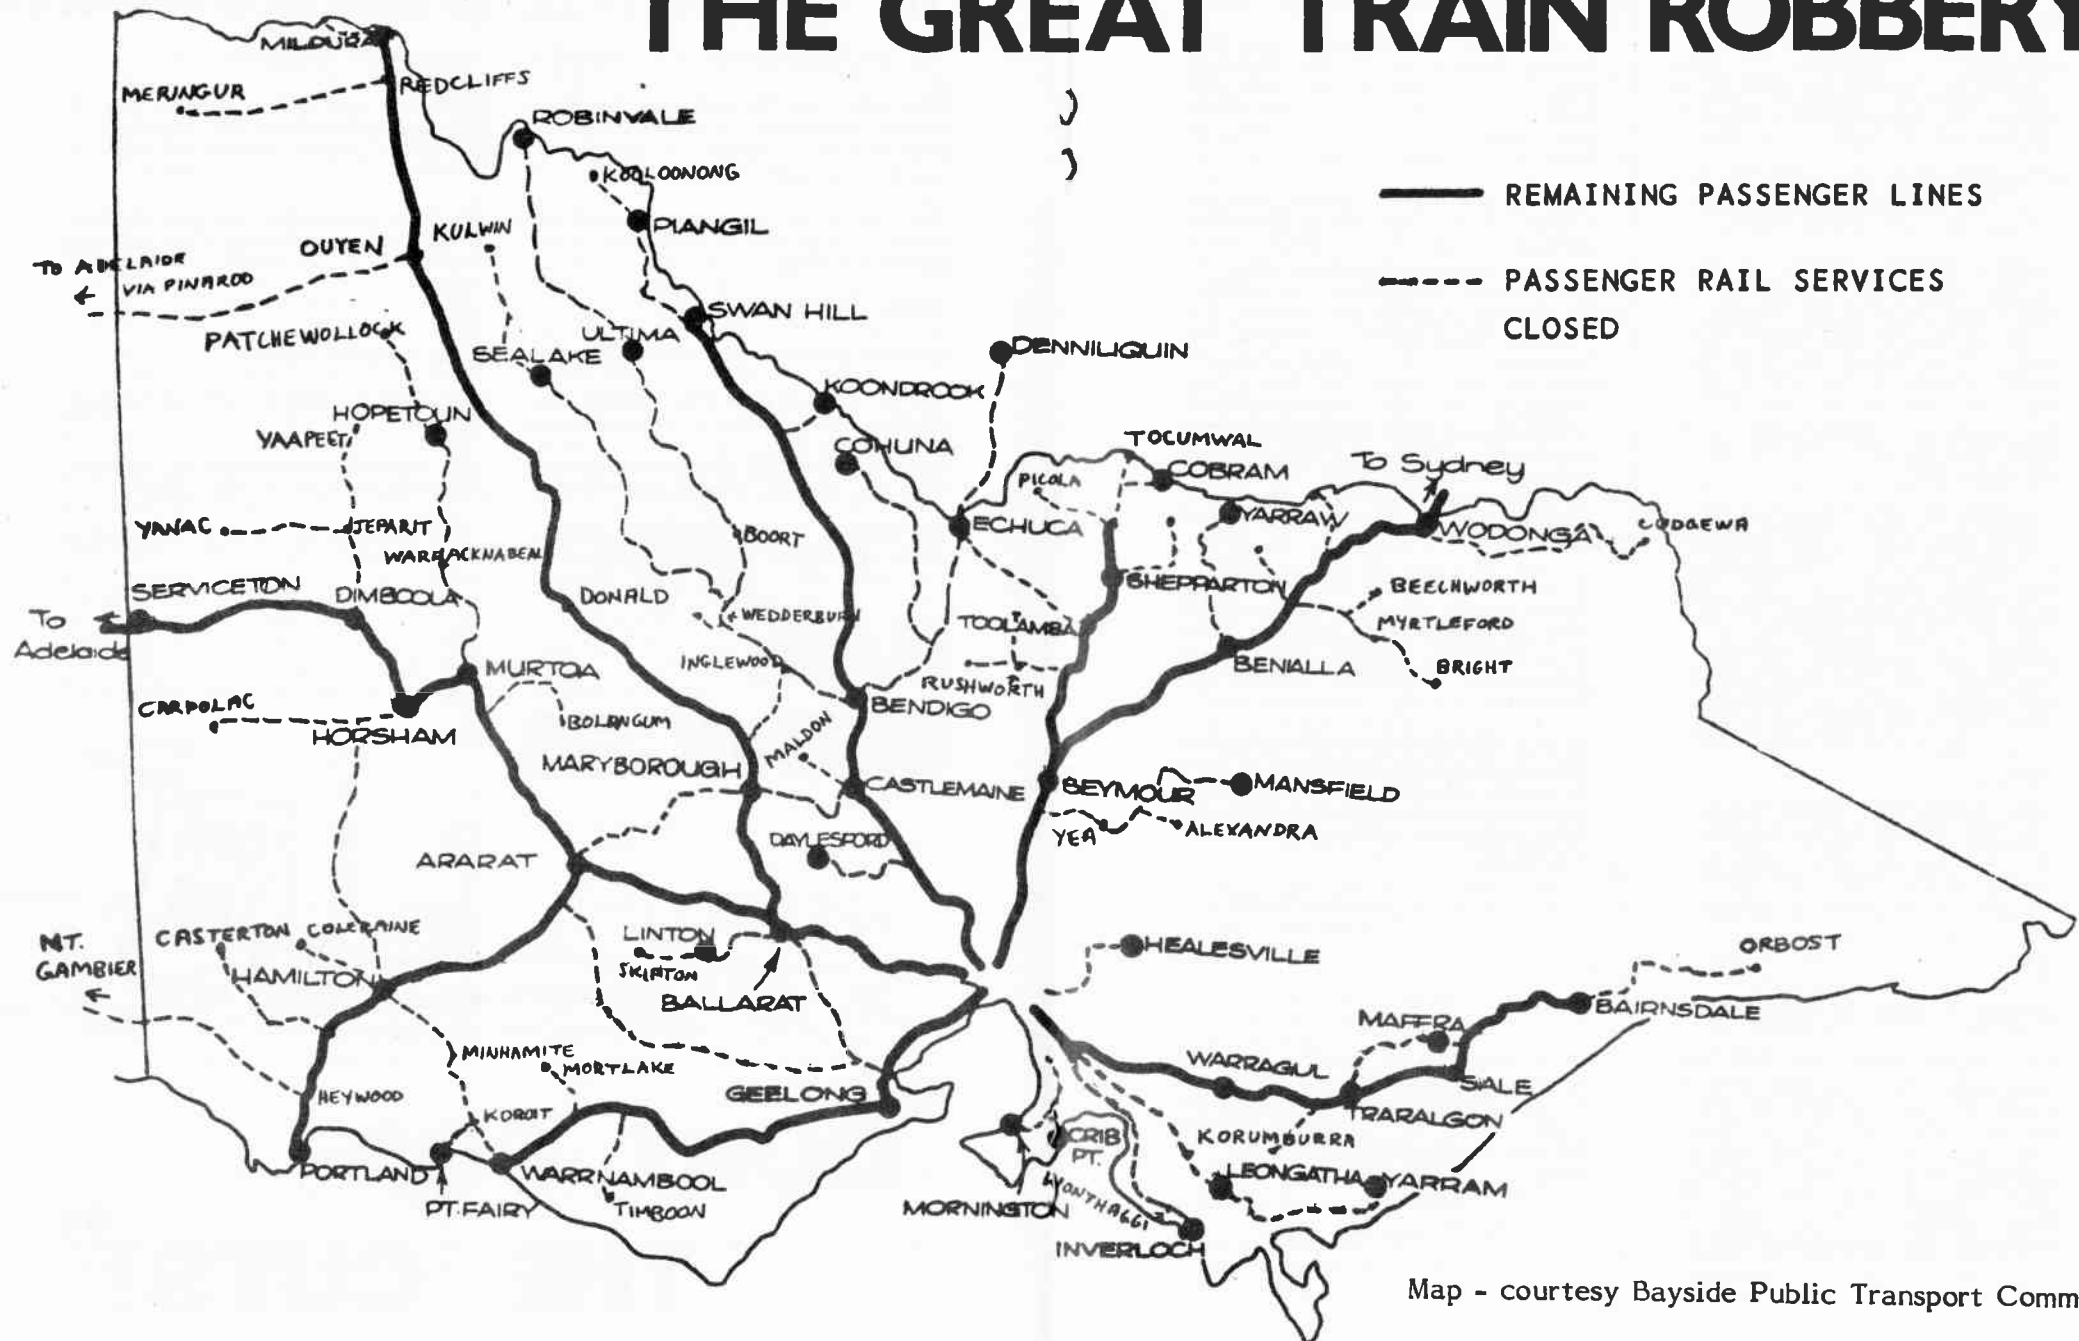 THE GREAT TRAIN ROBBERY
MILDURA
MERINGUR
REDCLIFFS
ROBINVALE
KOOLOONONG
REMAINING PASSENGER LINES
PIANGIL
KULWIN
OUYEN
TO ADELAIDE
VIA PINAROO
PASSENGER RAIL SERVICES
CLOSED
SWAN HILL
PATCHEWOLLOCK
ULTIMA
SEALAKE
DENNILIQUIN
KOONDROOK
HOPETOUN
YAAPEET
COHUNA
TOCUMWAL
COBRAM
To Sydney
PICOLA
YANAC
JEPARIT
ECHUCA
YARRAW
WODONGA
CUDGEWA
BOORT
WARRACKNABEAL
SERVICETON
DIMBOOLA
DONALD
SHEPPARTON
BEECHWORTH
To
Adelaide
WEDDERBURN
TOOLAMBA
MYRTLEFORD
MURTOA
INGLEWOOD
RUSHWORTH
BENALLA
BRIGHT
CARPOLAC
BOLANGUM
BENDIGO
HORSHAM
MALDON
MARYBOROUGH
CASTLEMAINE
BEYMOUR
MANSFIELD
YEA
ALEXANDRA
DAYLESFORD
ARARAT
CASTERTON
COLERAINE
LINTON
HEALESVILLE
ORBOST
MT.
GAMBIER
HAMILTON
SKIPTON
BALLARAT
BAIRNSDALE
MAFFRA
MINHAMITE
MORTLAKE
WARRAGUL
HEYWOOD
GEELONG
SALE
KOROIT
TRARALGON
CRIB
PT.
KORUMBURRA
PORTLAND
WARRNAMBOOL
LEONGATHA
YARRAM
PT. FAIRY
TIMBOON
MORNINGTON
WONTHAGGI
INVERLOCH
Map - courtesy Bayside Public Transport Comm